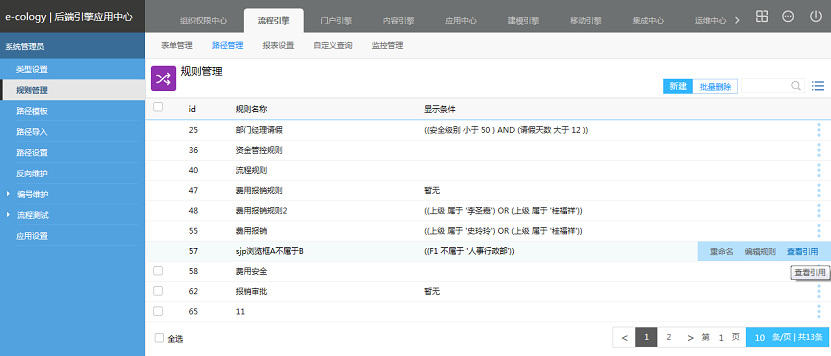 e-cology | 后端引擎应用中心
组织权限中心 流程引擎 门户引擎 内容引擎 应用中心 建模引擎 移动引擎 集成中心 运维中心
系统管理员
表单管理 路径管理 报表设置 自定义查询 监控管理
类型设置
规则管理
路径模板
路径导入
路径设置
反向维护
编号维护
流程测试
应用设置
规则管理
新建 批量删除
id 规则名称 显示条件
25 部门经理请假 ((安全级别 小于 50 ) AND (请假天数 大于 12 ))
36 资金管控规则
40 流程规则
47 费用报销规则 暂无
48 费用报销规则2 ((上级 属于 '李圣嘉') OR (上级 属于 '桂福祥'))
55 费用报销 ((上级 属于 '史玲玲') OR (上级 属于 '桂福祥'))
57 sjp浏览框A不属于B ((F1 不属于 '人事行政部')) 重命名 编辑规则 查看引用
58 费用安全 查看引用
62 报销审批 暂无
65 11
全选
< 1 2 > 第 1 页 10 条/页 | 共13条